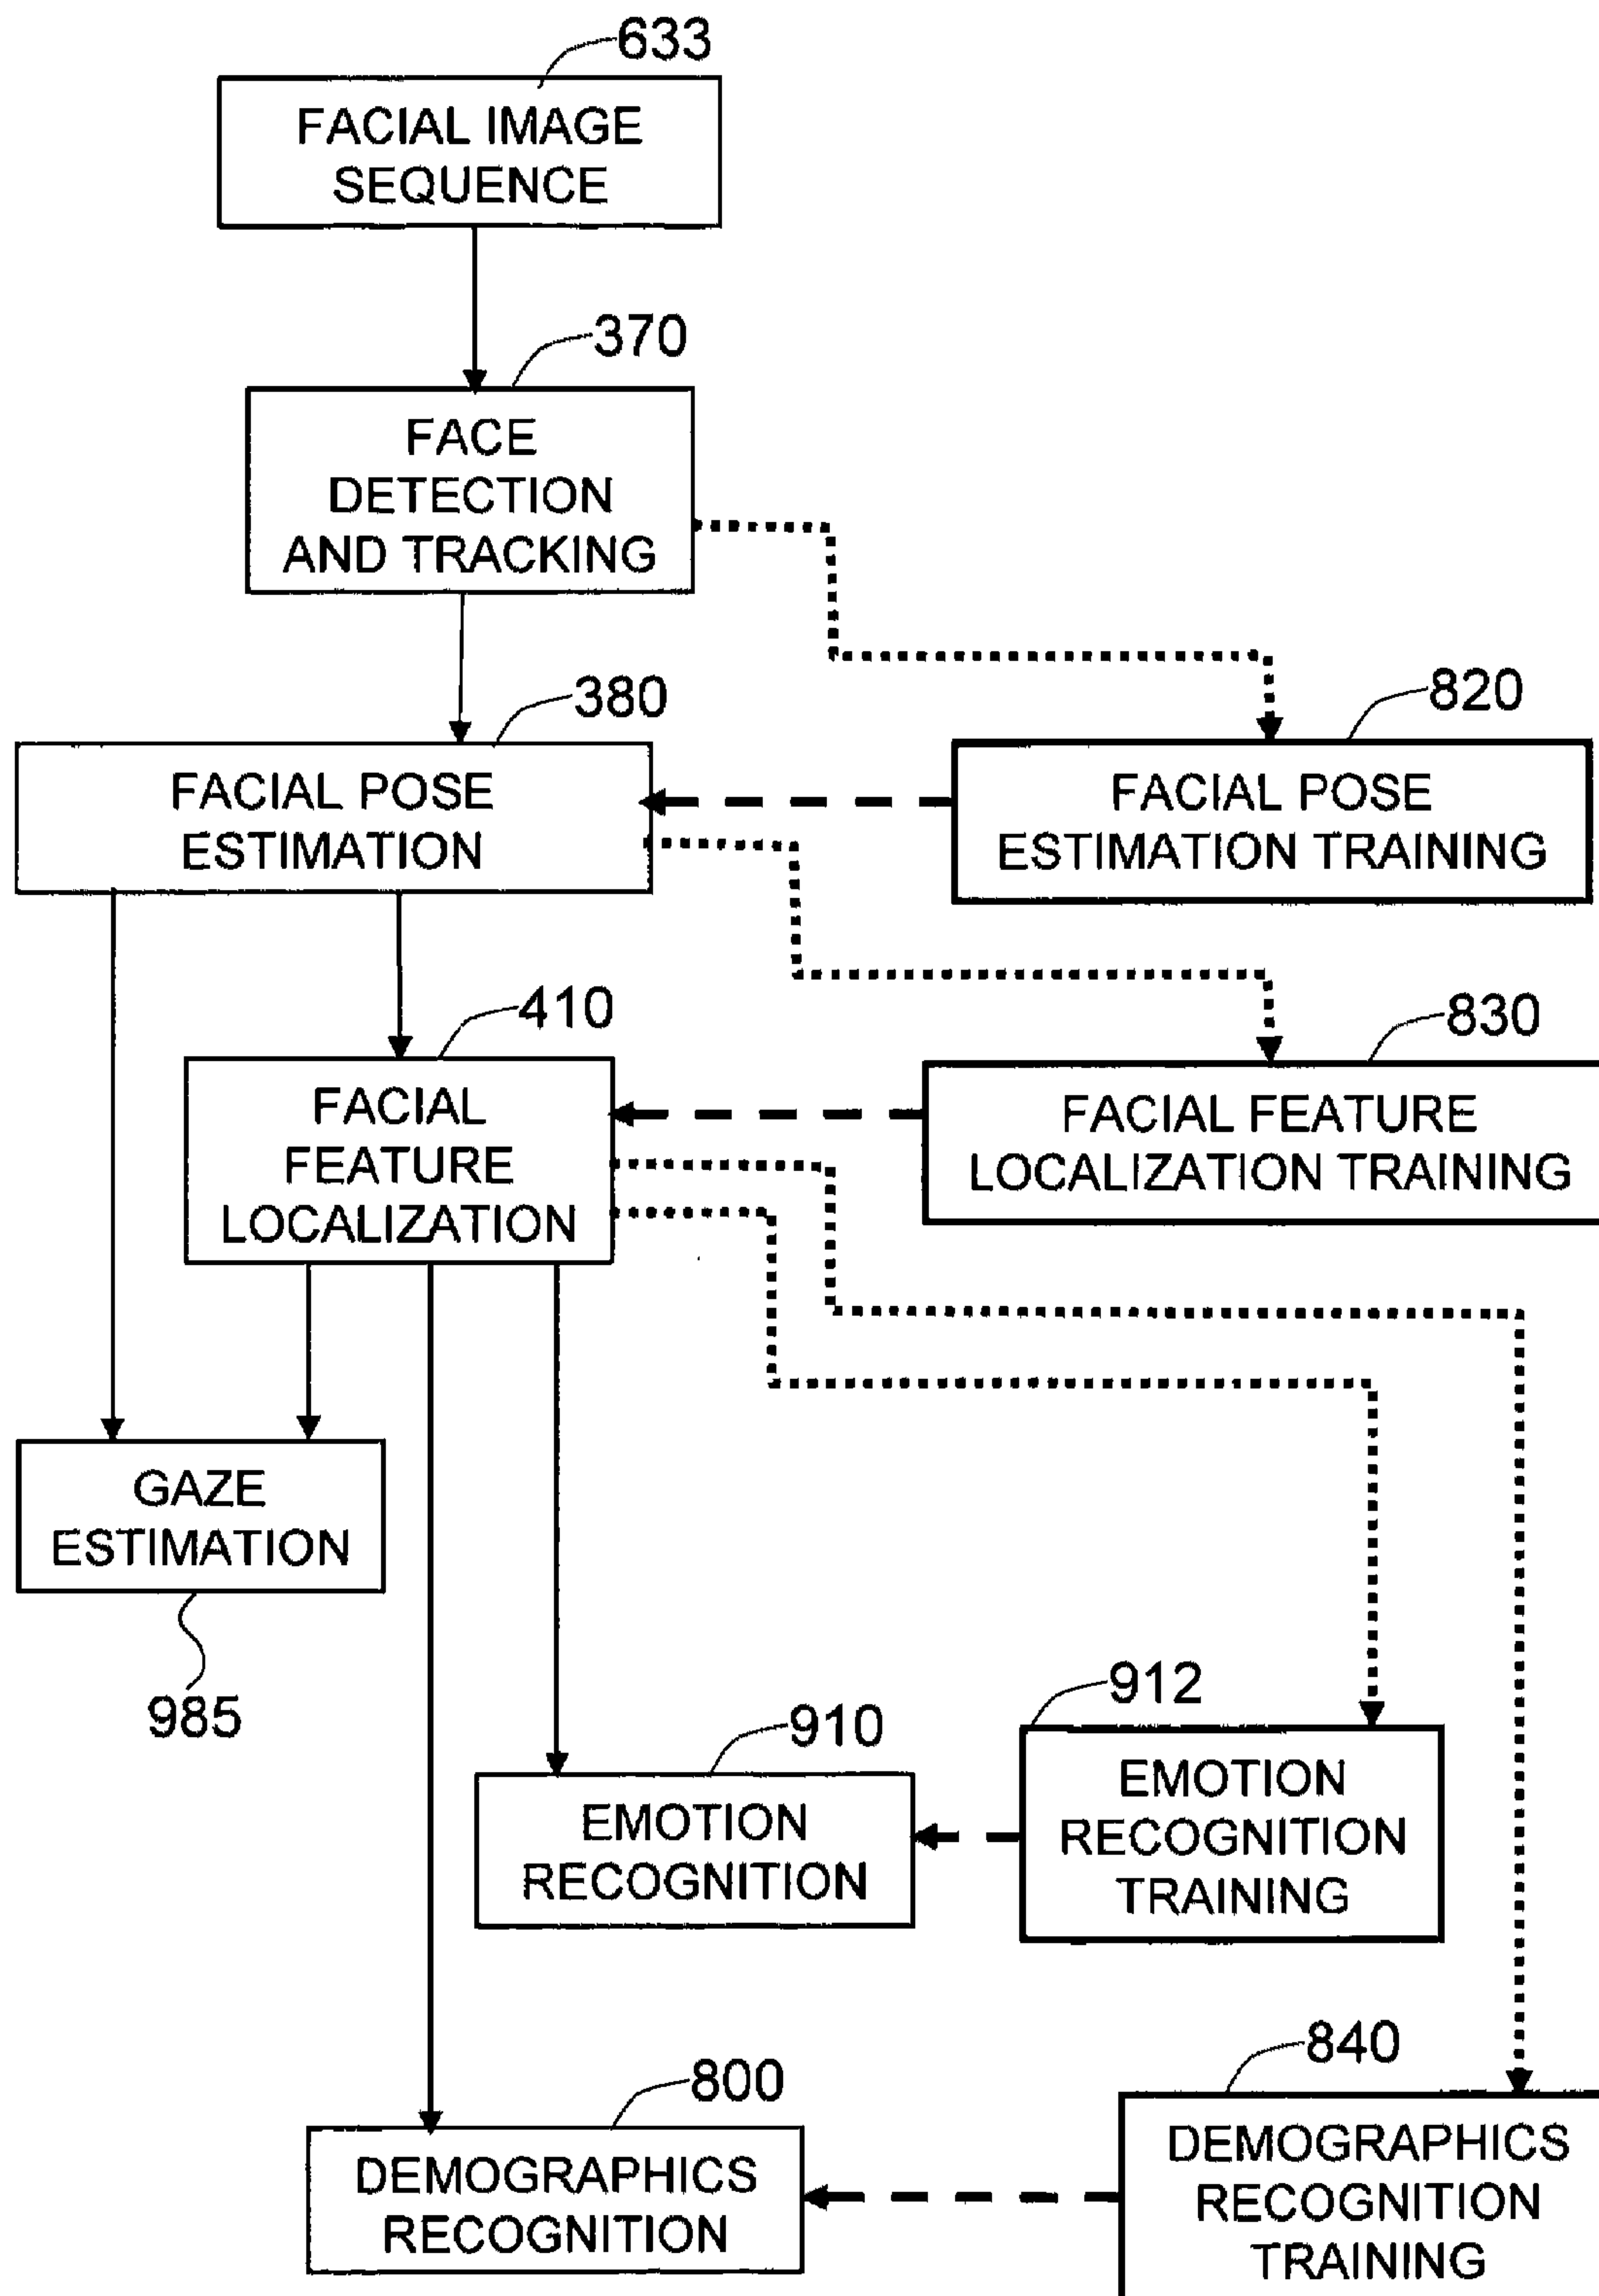 633
FACIAL IMAGE
SEQUENCE
370
FACE
DETECTION
AND TRACKING
380
FACIAL POSE
ESTIMATION
820
FACIAL POSE
ESTIMATION TRAINING
410
FACIAL
FEATURE
LOCALIZATION
830
FACIAL FEATURE
LOCALIZATION TRAINING
GAZE
ESTIMATION
985
910
EMOTION
RECOGNITION
912
EMOTION
RECOGNITION
TRAINING
800
DEMOGRAPHICS
RECOGNITION
840
DEMOGRAPHICS
RECOGNITION
TRAINING